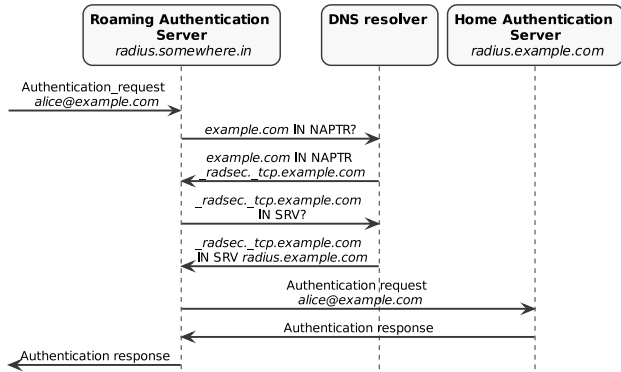 Roaming Authentication
Server
radius.somewhere.in
DNS resolver
Home Authentication
Server
radius.example.com
Authentication_request
alice@example.com
example.com IN NAPTR?
example.com IN NAPTR
_radsec._tcp.example.com
_radsec._tcp.example.com
IN SRV?
_radsec._tcp.example.com
IN SRV radius.example.com
Authentication request
alice@example.com
Authentication response
Authentication response